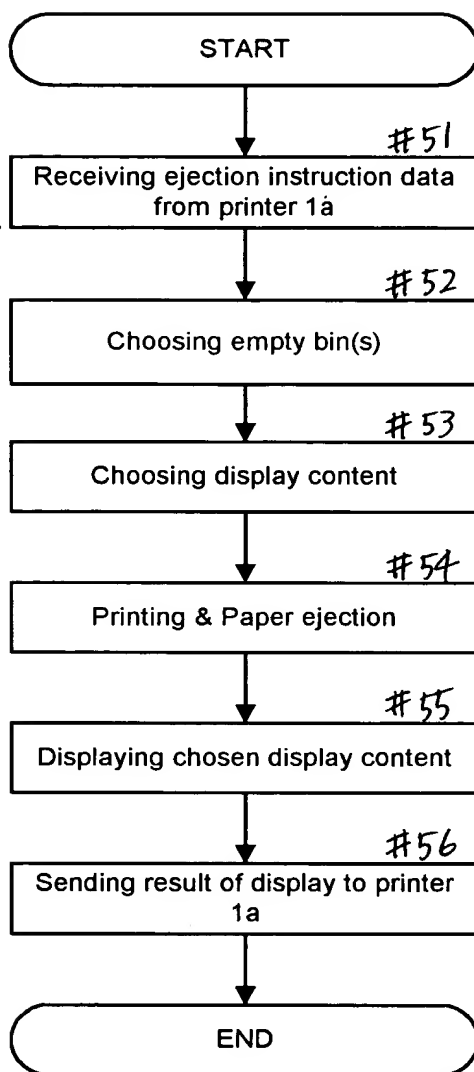 START
#51
Receiving ejection instruction data
from printer 1a
#52
Choosing empty bin(s)
#53
Choosing display content
#54
Printing & Paper ejection
#55
Displaying chosen display content
#56
Sending result of display to printer
1a
END